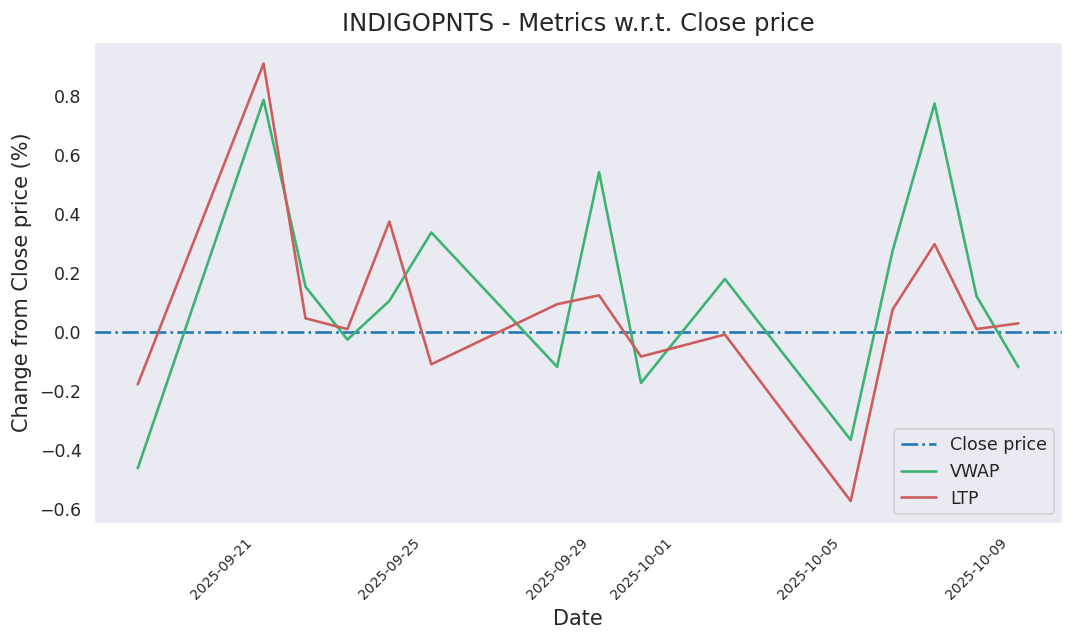 INDIGOPNTS - Metrics w.r.t. Close price
Change from Close price (%)
0.8
0.6
0.4
0.2
0.0
−0.2
−0.4
−0.6
Close price
VWAP
LTP
2025-09-21
2025-09-25
2025-09-29
2025-10-01
2025-10-05
2025-10-09
Date